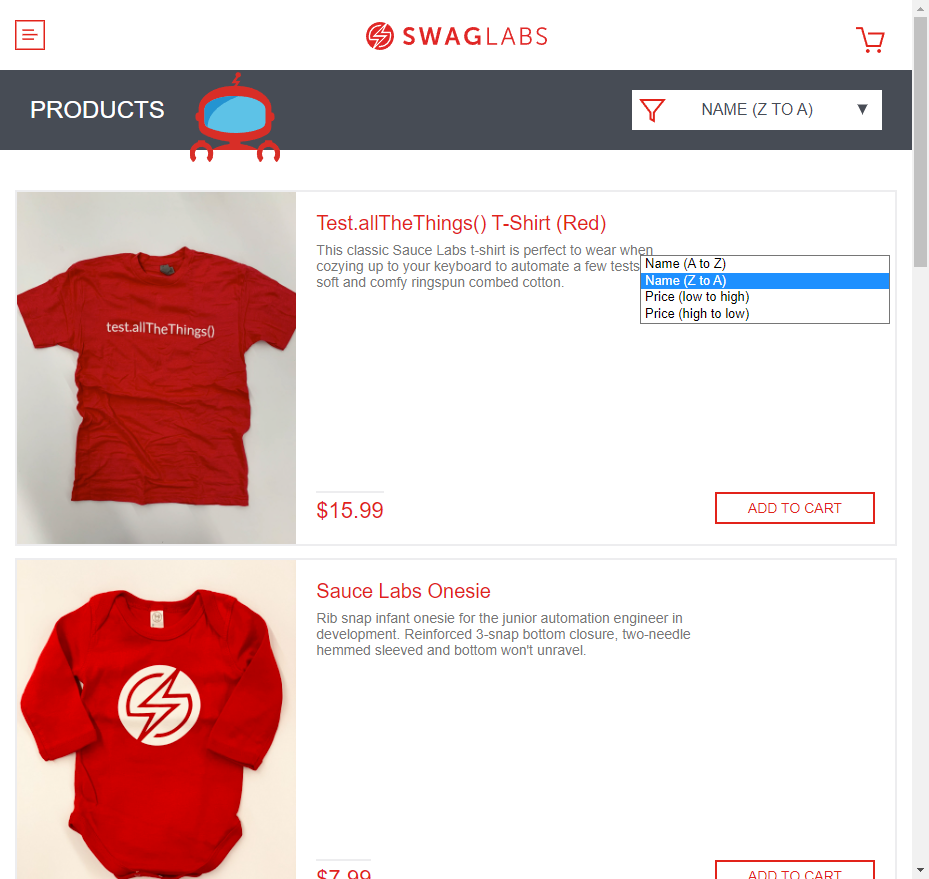 SWAGLABS
PRODUCTS
NAME (Z TO A)
Test.allTheThings() T-Shirt (Red)
This classic Sauce Labs t-shirt is perfect to wear when
cozying up to your keyboard to automate a few tests
soft and comfy ringspun combed cotton.
Name (A to Z)
Name (Z to A)
Price (low to high)
Price (high to low)
test.allTheThings()
$15.99
ADD TO CART
Sauce Labs Onesie
Rib snap infant onesie for the junior automation engineer in
development. Reinforced 3-snap bottom closure, two-needle
hemmed sleeved and bottom won't unravel.
$7.99
ADD TO CART